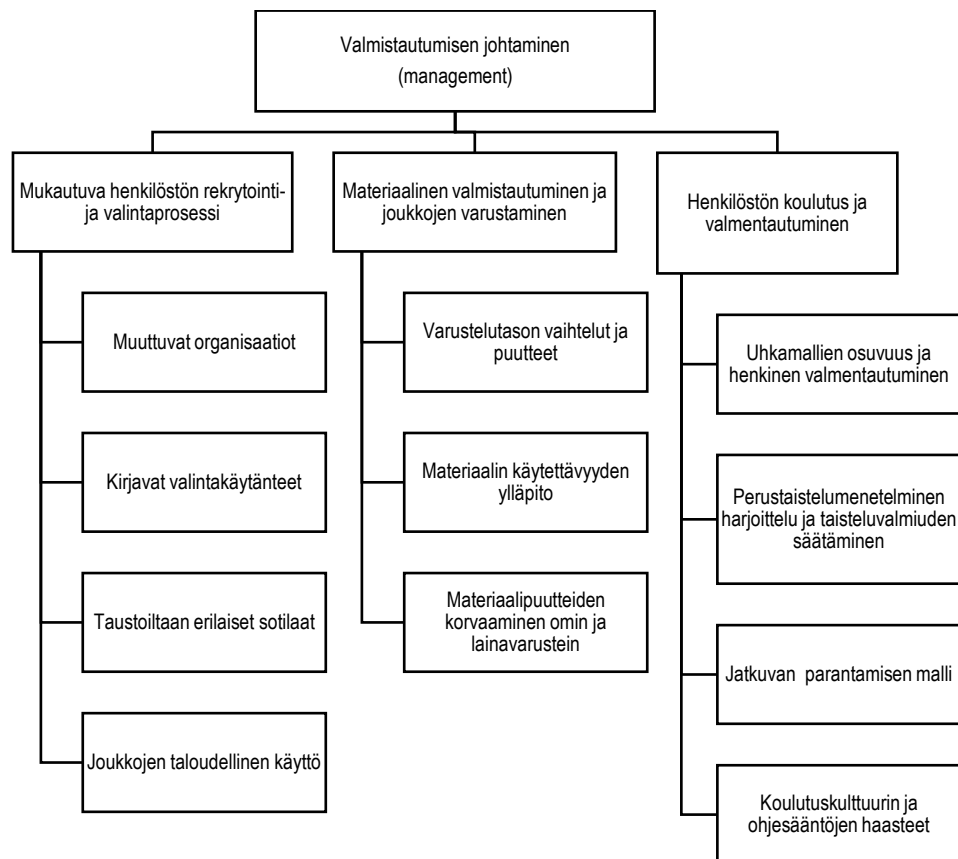 Valmistautumisen johtaminen
(management)
Mukautuva henkilöstön rekrytointi-
ja valintaprosessi
Muuttuvat organisaatiot
Kirjavat valintakäytänteet
Taustoiltaan erilaiset sotilaat
Joukkojen taloudellinen käyttö
Materiaalinen valmistautuminen ja
joukkojen varustaminen
Varustelutason vaihtelut ja
puutteet
Materiaalin käytettävyyden
ylläpito
Materiaalipuutteiden
korvaaminen omin ja
lainavarustein
Henkilöstön koulutus ja
valmentautuminen
Uhkamallien osuvuus ja
henkinen valmentautuminen
Perustaistelumenetelminen
harjoittelu ja taisteluvalmiuden
säätäminen
Jatkuvan parantamisen malli
Koulutuskulttuurin ja
ohjesääntöjen haasteet